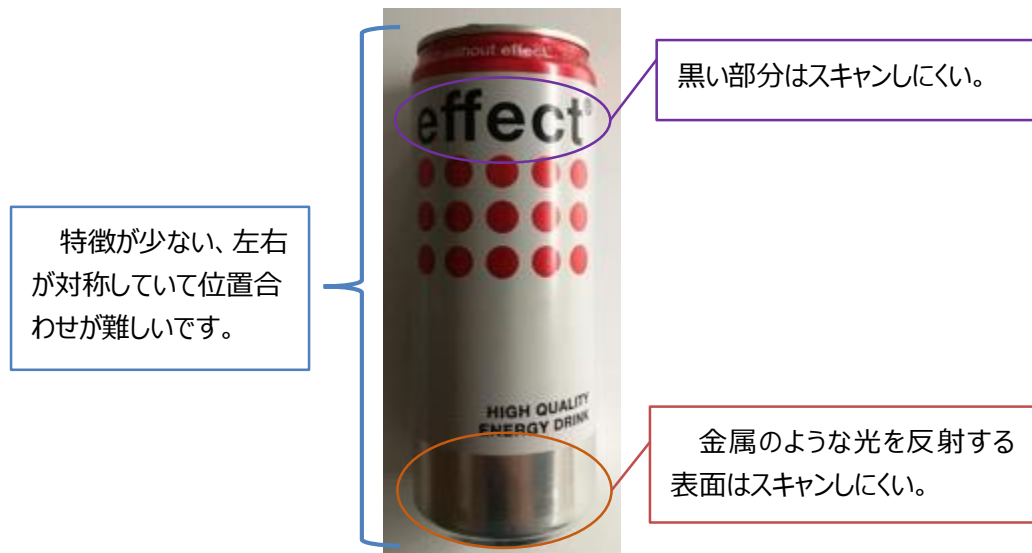 without effect
effect®
HIGH QUALITY
ENERGY DRINK
黒い部分はスキャンしにくい。
特徴が少ない、左右
が対称していて位置合
わせが難しいです。
金属のような光を反射する
表面はスキャンしにくい。